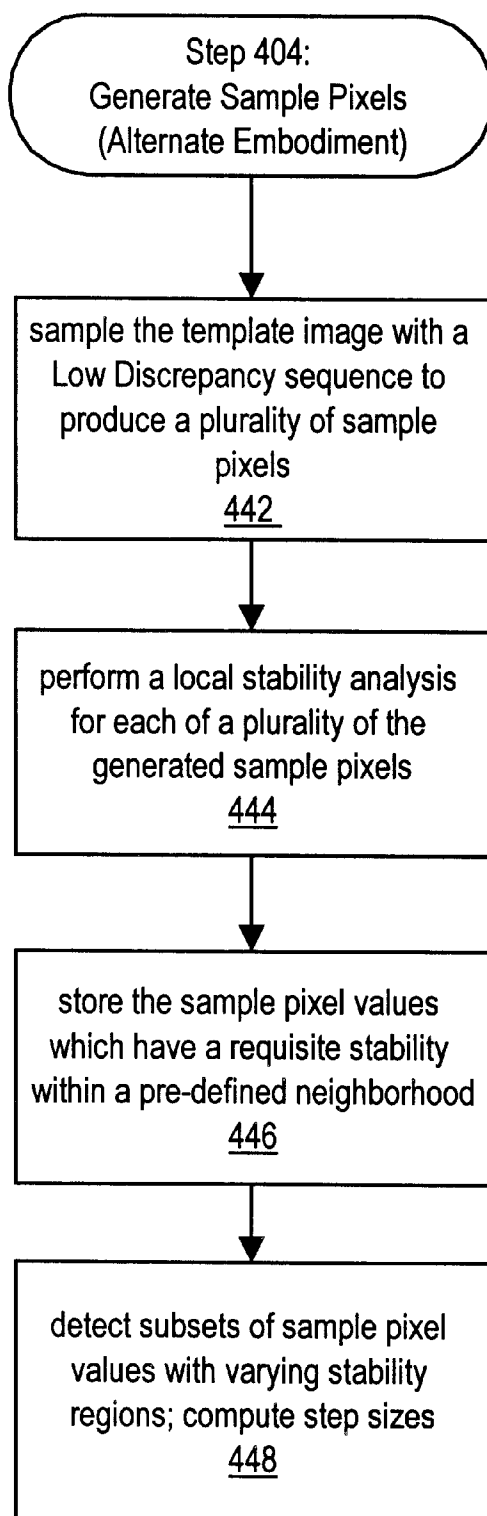 Step 404:
Generate Sample Pixels
(Alternate Embodiment)
sample the template image with a
Low Discrepancy sequence to
produce a plurality of sample
pixels
442
perform a local stability analysis
for each of a plurality of the
generated sample pixels
444
store the sample pixel values
which have a requisite stability
within a pre-defined neighborhood
446
detect subsets of sample pixel
values with varying stability
regions; compute step sizes
448